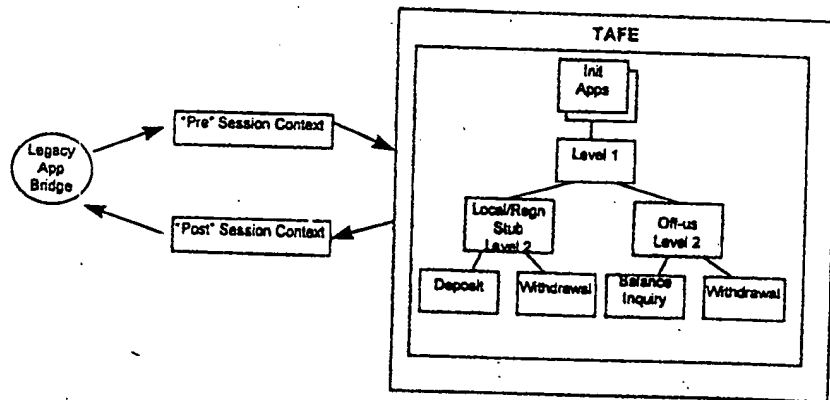 TAFE
Init
Apps
Level 1
Local/Regn
Stub
Level 2
Off-us
Level 2
Deposit
Withdrawal
Balance
Inquiry
Withdrawal
"Pre" Session Context
Legacy
App
Bridge
"Post" Session Context